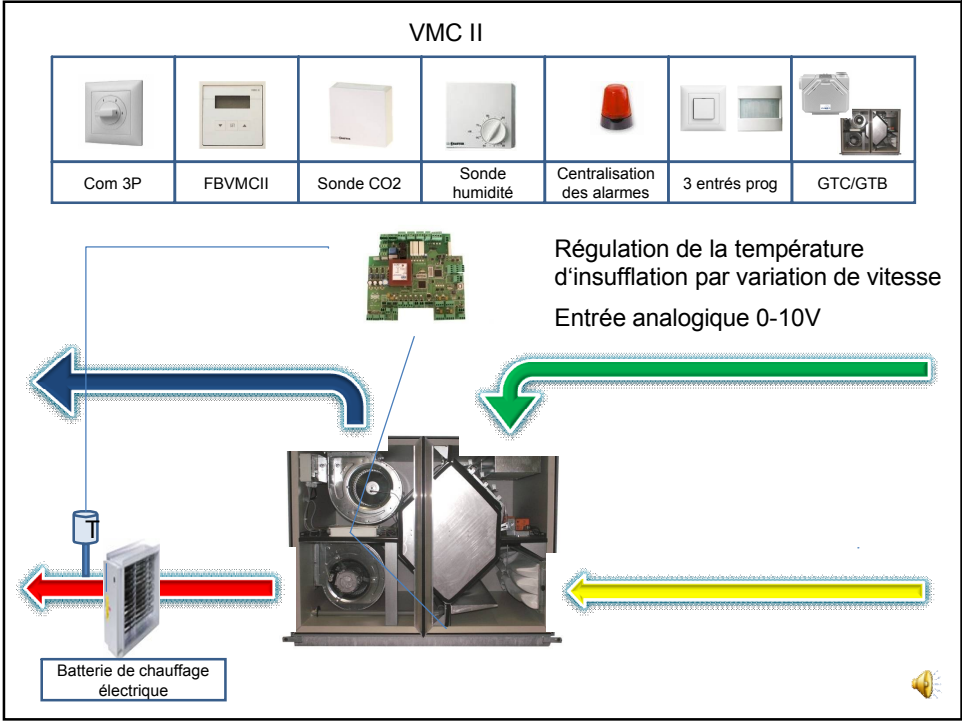 VMC II
Com 3P
FBVMCII
Sonde CO2
Sonde
humidité
Centralisation
des alarmes
3 entrés prog
GTC/GTB
Régulation de la température
d‘insufflation par variation de vitesse
Entrée analogique 0-10V
T
Batterie de chauffage
électrique